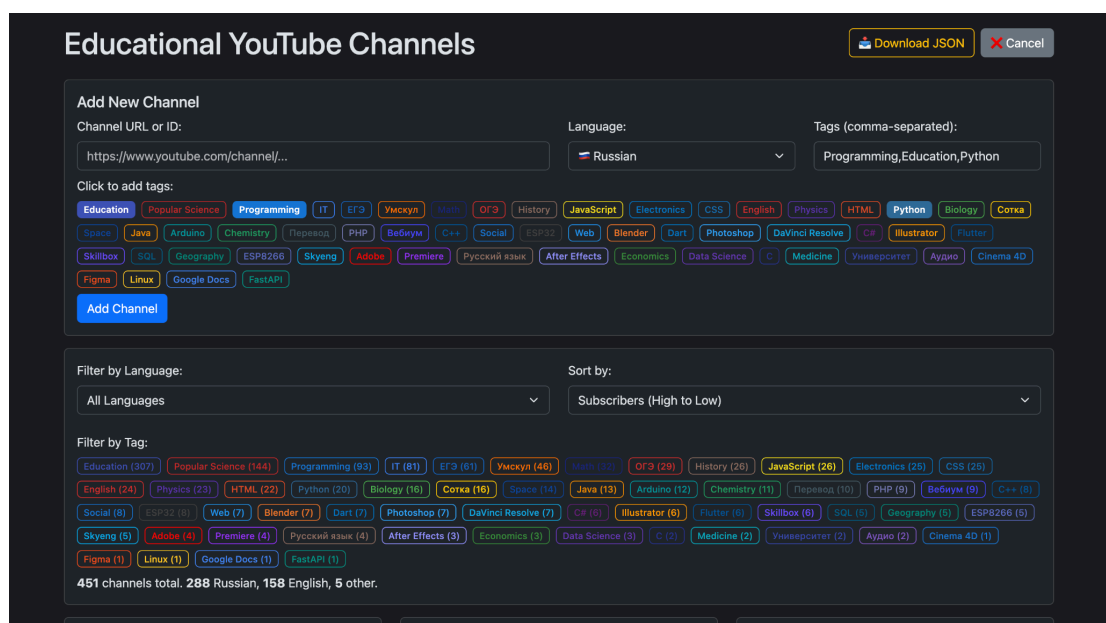 Educational YouTube Channels
Download JSON
Cancel
Add New Channel
Channel URL or ID:
Language:
Tags (comma-separated):
https://www.youtube.com/channel/...
Russian
Programming,Education,Python
Click to add tags:
Education Popular Science Programming IT ЕГЭ Умскул Math ОГЭ History JavaScript Electronics CSS English Physics HTML Python Biology Сотка
Space Java Arduino Chemistry Перевод PHP Вебиум C++ Social ESP32 Web Blender Dart Photoshop DaVinci Resolve C# Illustrator Flutter
Skillbox SQL Geography ESP8266 Skyeng Adobe Premiere Русский язык After Effects Economics Data Science C Medicine Университет Аудио Cinema 4D
Figma Linux Google Docs FastAPI
Add Channel
Filter by Language:
Sort by:
All Languages
Subscribers (High to Low)
Filter by Tag:
Education (307) Popular Science (144) Programming (93) IT (81) ЕГЭ (61) Умскул (46) ОГЭ (29) History (26) JavaScript (26) Electronics (25) CSS (25)
English (24) Physics (23) HTML (22) Python (20) Biology (16) Сотка (16) Space (14) Java (13) Arduino (12) Chemistry (11) Перевод (10) PHP (9) Вебиум (9) C++ (8)
Social (8) ESP32 (8) Web (7) Blender (7) Dart (7) Photoshop (7) DaVinci Resolve (7) C# (6) Illustrator (6) Flutter (6) Skillbox (6) SQL (5) Geography (5) ESP8266 (5)
Skyeng (5) Adobe (4) Premiere (4) Русский язык (4) After Effects (3) Economics (3) Data Science (3) C (2) Medicine (2) Университет (2) Аудио (2) Cinema 4D (1)
Figma (1) Linux (1) Google Docs (1) FastAPI (1)
451 channels total. 288 Russian, 158 English, 5 other.